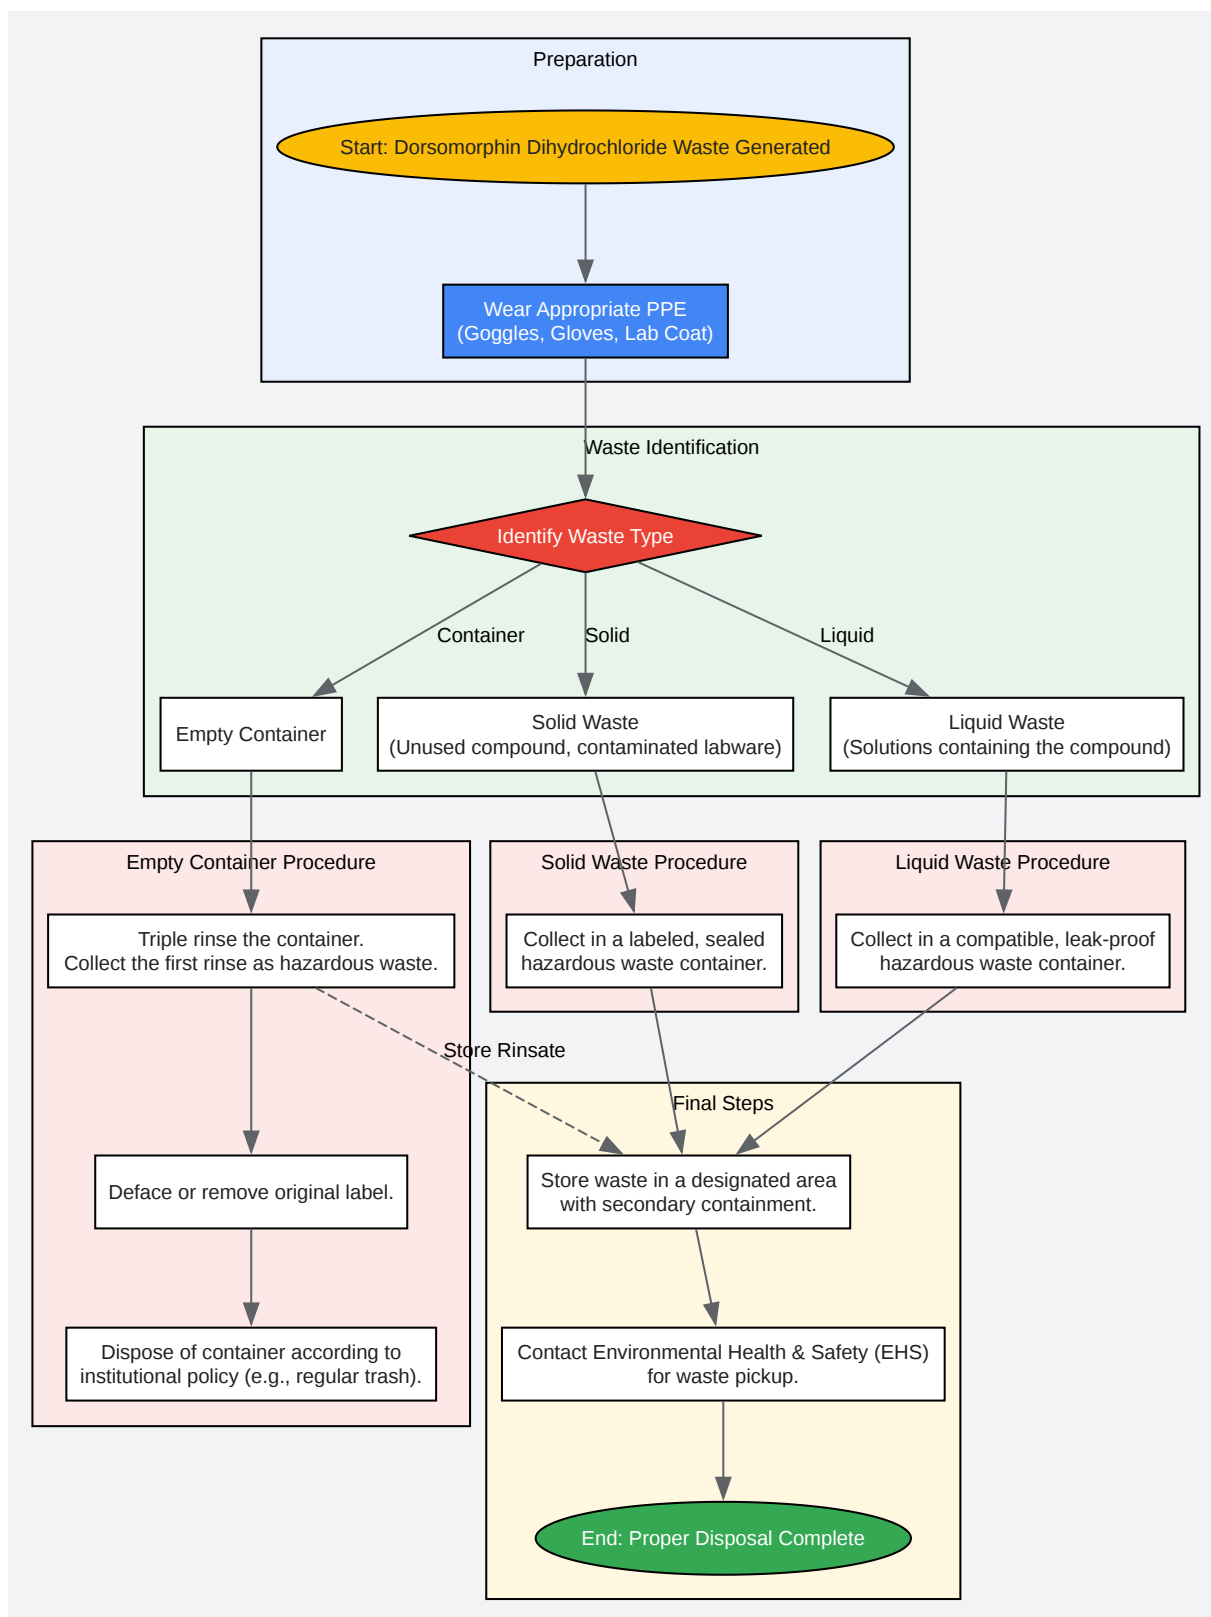 Preparation
Start: Dorsomorphin Dihydrochloride Waste Generated
Wear Appropriate PPE
(Goggles, Gloves, Lab Coat)
Waste Identification
Identify Waste Type
Container
Solid
Liquid
Empty Container
Solid Waste
(Unused compound, contaminated labware)
Liquid Waste
(Solutions containing the compound)
Empty Container Procedure
Triple rinse the container.
Collect the first rinse as hazardous waste.
Solid Waste Procedure
Collect in a labeled, sealed
hazardous waste container.
Liquid Waste Procedure
Collect in a compatible, leak-proof
hazardous waste container.
Store Rinsate
Deface or remove original label.
Dispose of container according to
institutional policy (e.g., regular trash).
Final Steps
Store waste in a designated area
with secondary containment.
Contact Environmental Health & Safety (EHS)
for waste pickup.
End: Proper Disposal Complete